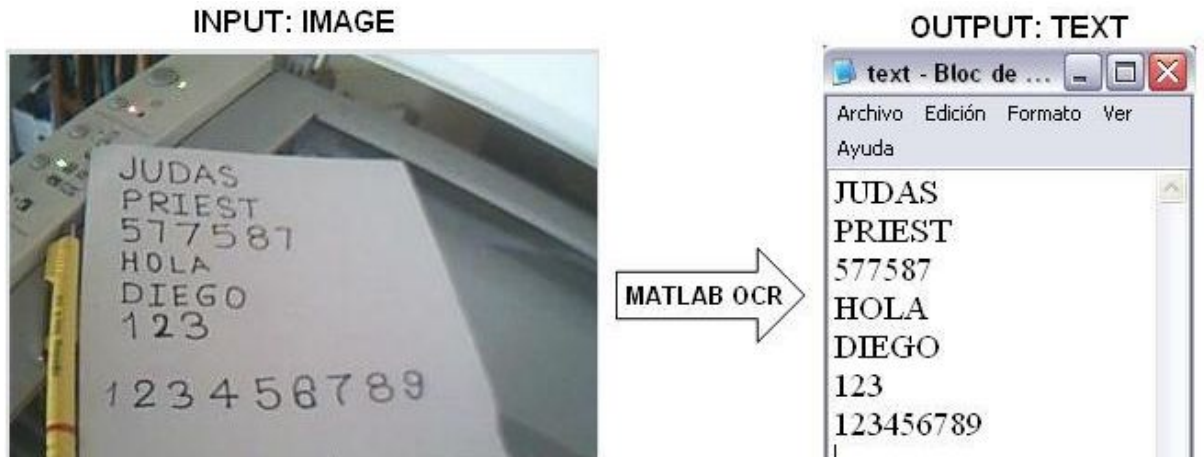 INPUT: IMAGE
JUDAS
PRIEST
577587
HOLA
DIEGO
123
123456789
MATLAB OCR
OUTPUT: TEXT
text - Bloc de ...
Archivo Edición Formato Ver
Ayuda
JUDAS
PRIEST
577587
HOLA
DIEGO
123
123456789